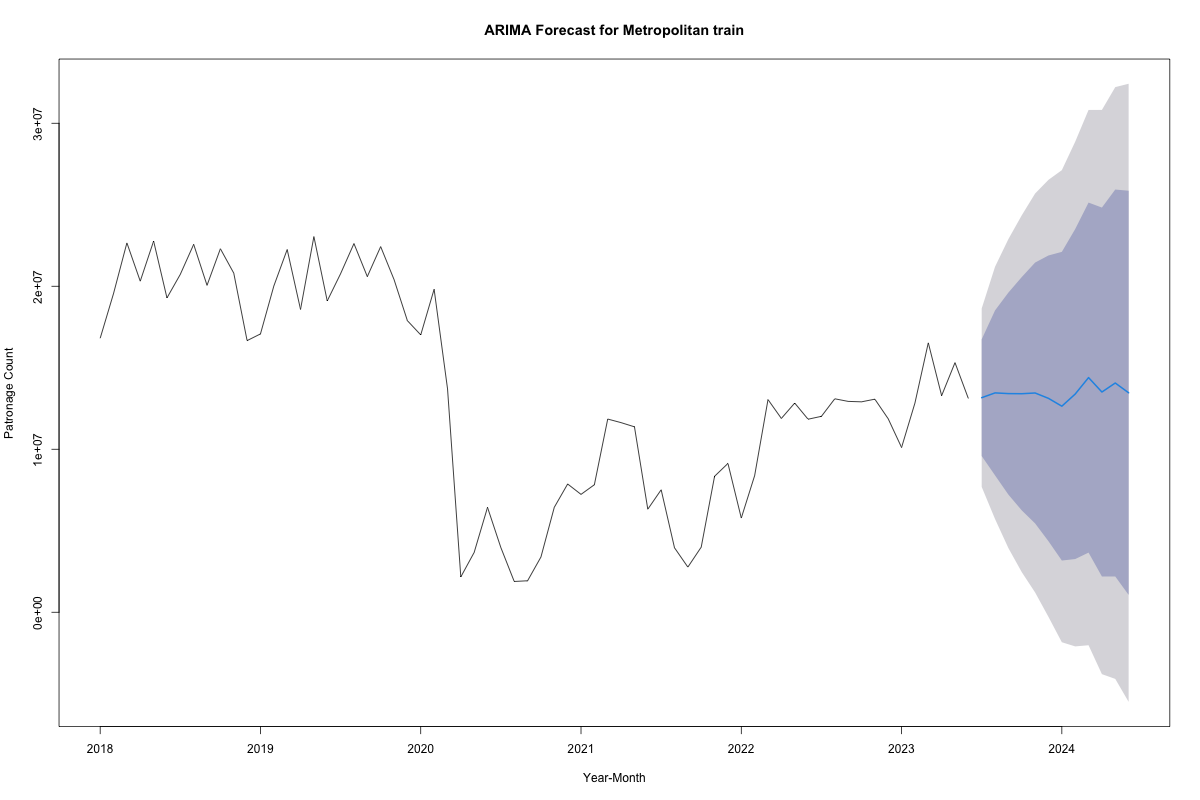 ARIMA Forecast for Metropolitan train
3e+07
2e+07
1e+07
0e+00
Patronage Count
2018 2019 2020 2021 2022 2023 2024
Year-Month